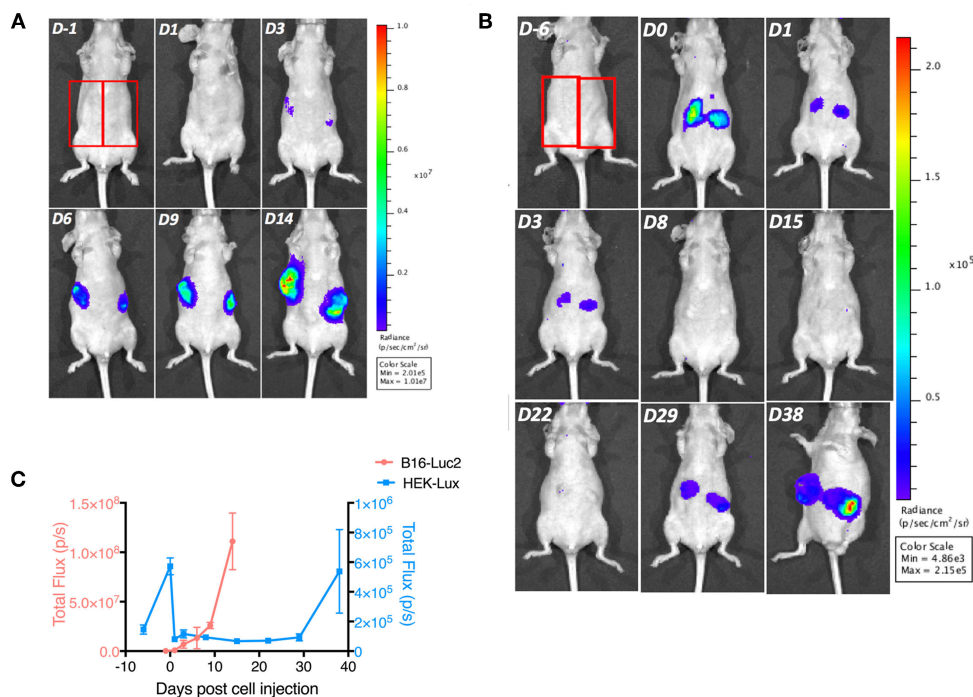 A
D-1
D1
D3
1.0
0.8
0.6
x10⁷
0.4
0.2
D6
D9
D14
Radiance
(p/sec/cm²/sr)
Color Scale
Min = 2.01e5
Max = 1.01e7
B
D-6
D0
D1
2.0
1.5
x10⁵
1.0
0.5
D3
D8
D15
D22
D29
D38
Radiance
(p/sec/cm²/sr)
Color Scale
Min = 4.86e3
Max = 2.15e5
C
B16-Luc2
HEK-Lux
Total Flux (p/s)
1.5×10⁸
1.0×10⁸
5.0×10⁷
0.0
1×10⁶
8×10⁵
6×10⁵
4×10⁵
2×10⁵
0
Total Flux
(p/s)
-10 0 10 20 30 40
Days post cell injection